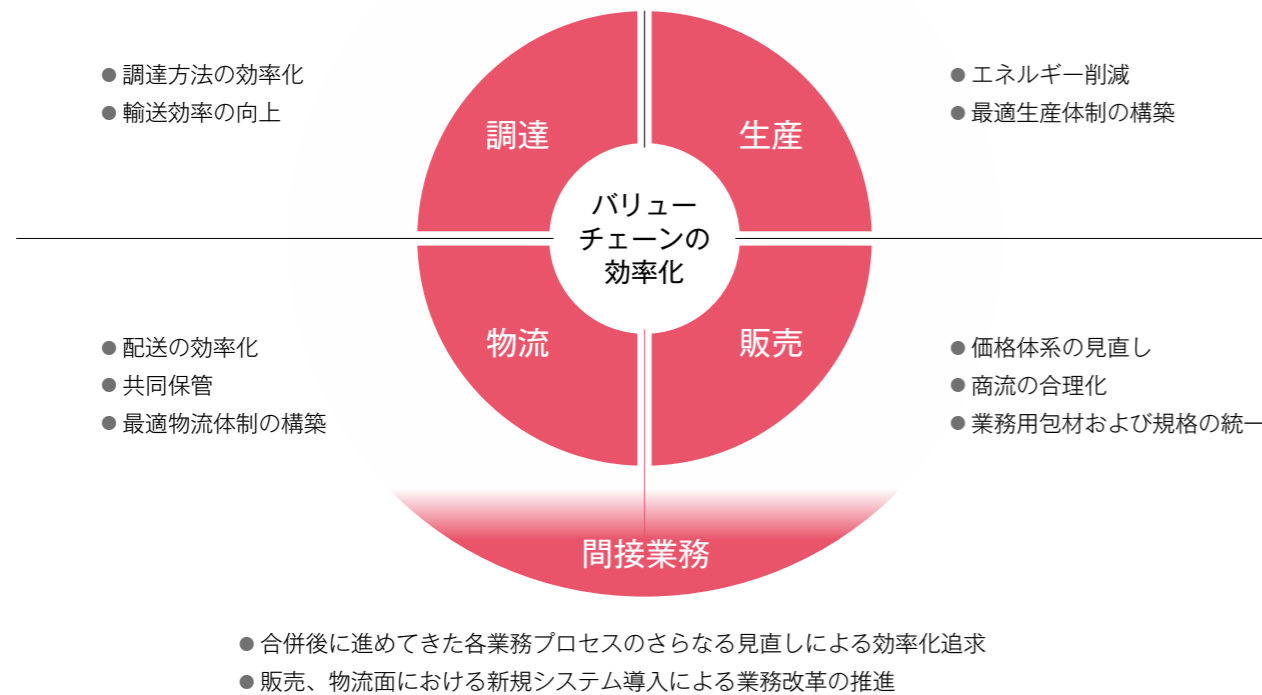 調達方法の効率化
輸送効率の向上
調達
生産
エネルギー削減
最適生産体制の構築
バリュー
チェーンの
効率化
配送の効率化
共同保管
最適物流体制の構築
物流
販売
価格体系の見直し
商流の合理化
業務用包材および規格の統一
間接業務
合併後に進めてきた各業務プロセスのさらなる見直しによる効率化追求
販売、物流面における新規システム導入による業務改革の推進